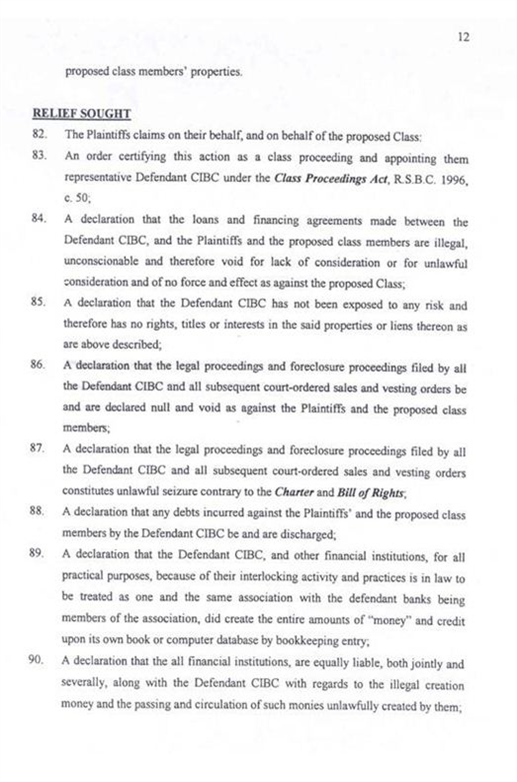 12
proposed class members' properties.
RELIEF SOUGHT
82. The Plaintiffs claims on their behalf, and on behalf of the proposed Class:
83. An order certifying this action as a class proceeding and appointing them
representative Defendant CIBC under the Class Proceedings Act, R.S.B.C. 1996,
c. 50;
84. A declaration that the loans and financing agreements made between the
Defendant CIBC, and the Plaintiffs and the proposed class members are illegal,
unconscionable and therefore void for lack of consideration or for unlawful
consideration and of no force and effect as against the proposed Class;
85. A declaration that the Defendant CIBC has not been exposed to any risk and
therefore has no rights, titles or interests in the said properties or liens thereon as
are above described;
86. A declaration that the legal proceedings and foreclosure proceedings filed by all
the Defendant CIBC and all subsequent court-ordered sales and vesting orders be
and are declared null and void as against the Plaintiffs and the proposed class
members;
87. A declaration that the legal proceedings and foreclosure proceedings filed by all
the Defendant CIBC and all subsequent court-ordered sales and vesting orders
constitutes unlawful seizure contrary to the Charter and Bill of Rights;
88. A declaration that any debts incurred against the Plaintiffs' and the proposed class
members by the Defendant CIBC be and are discharged;
89. A declaration that the Defendant CIBC, and other financial institutions, for all
practical purposes, because of their interlocking activity and practices is in law to
be treated as one and the same association with the defendant banks being
members of the association, did create the entire amounts of "money" and credit
upon its own book or computer database by bookkeeping entry;
90. A declaration that the all financial institutions, are equally liable, both jointly and
severally, along with the Defendant CIBC with regards to the illegal creation
money and the passing and circulation of such monies unlawfully created by them;